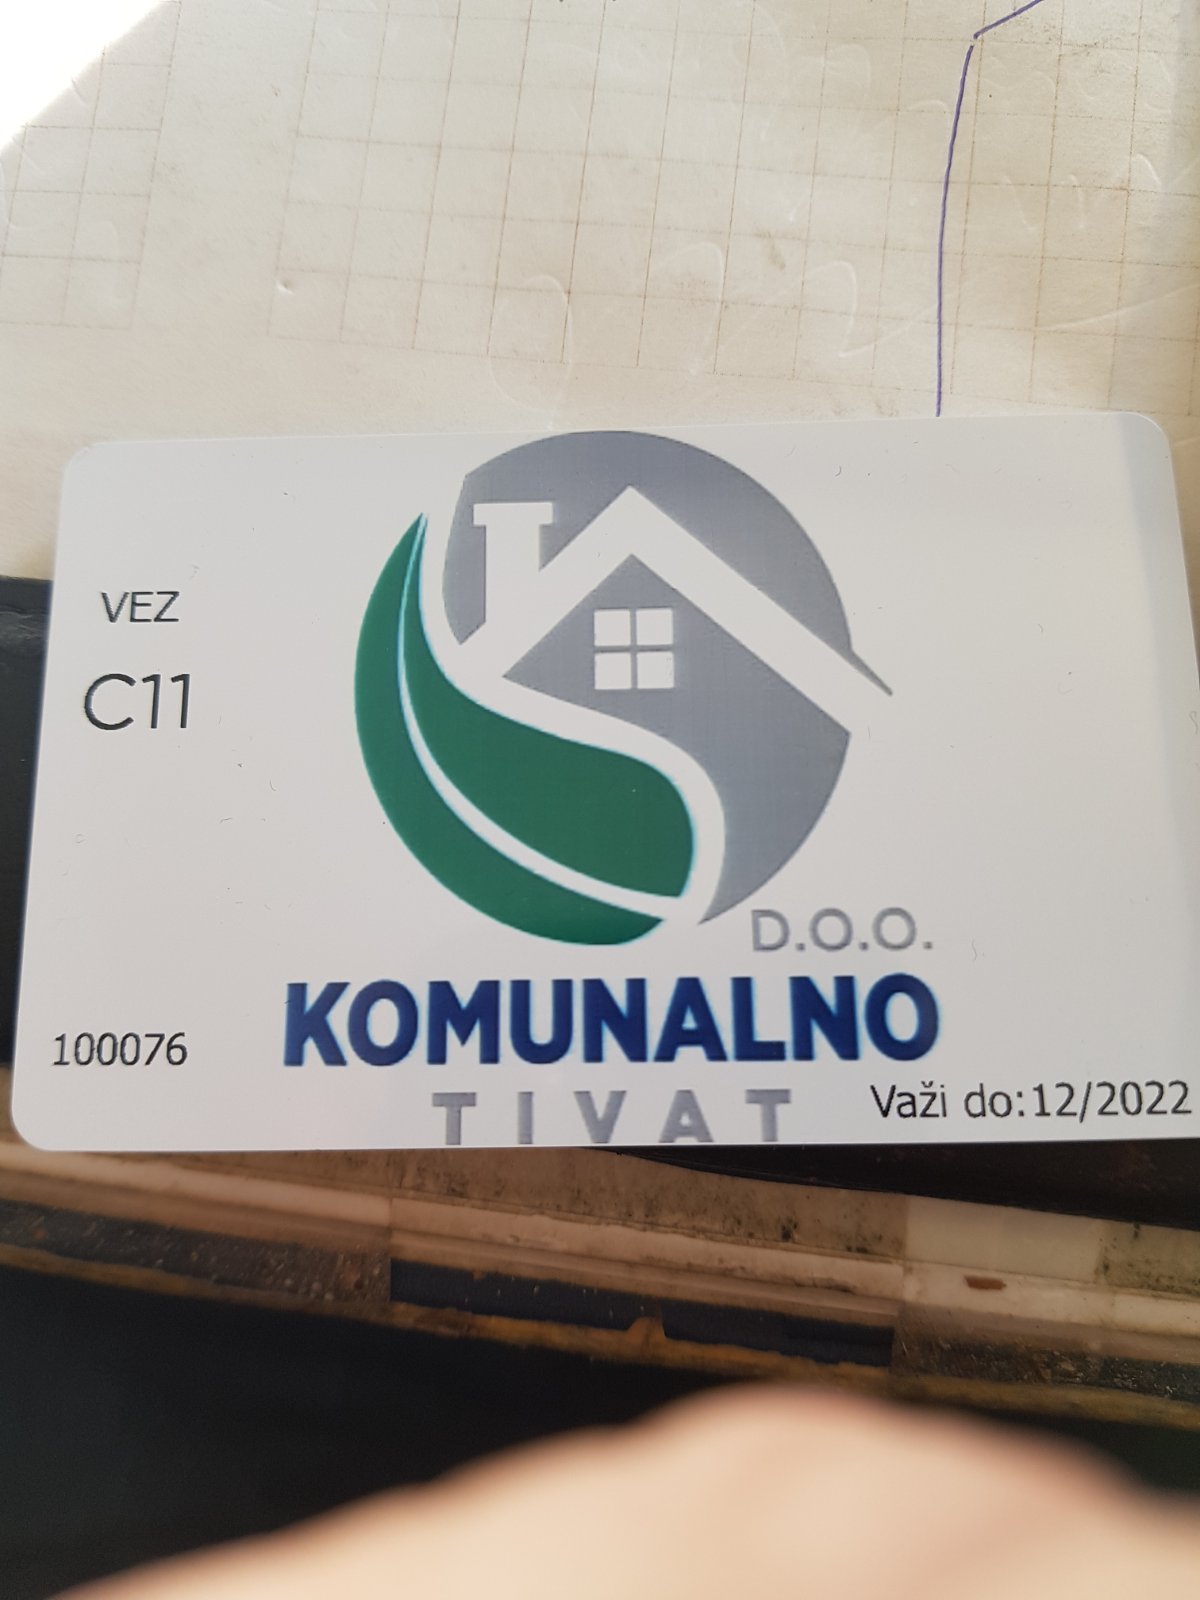 VEZ
C11
D.O.O.
KOMUNALNO
TIVAT
100076
Važi do:12/2022